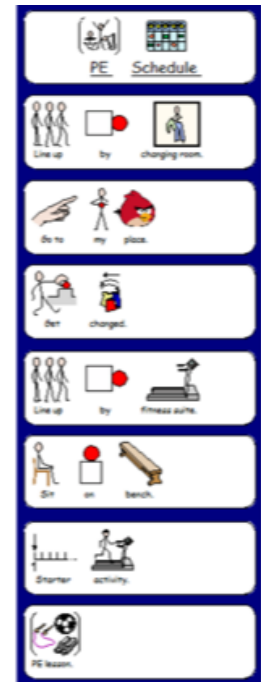 PE Schedule
Line up by changing room.
Go to my place.
Get changed.
Line up by fitness suite.
Sit on bench.
Starter activity.
PE lesson.